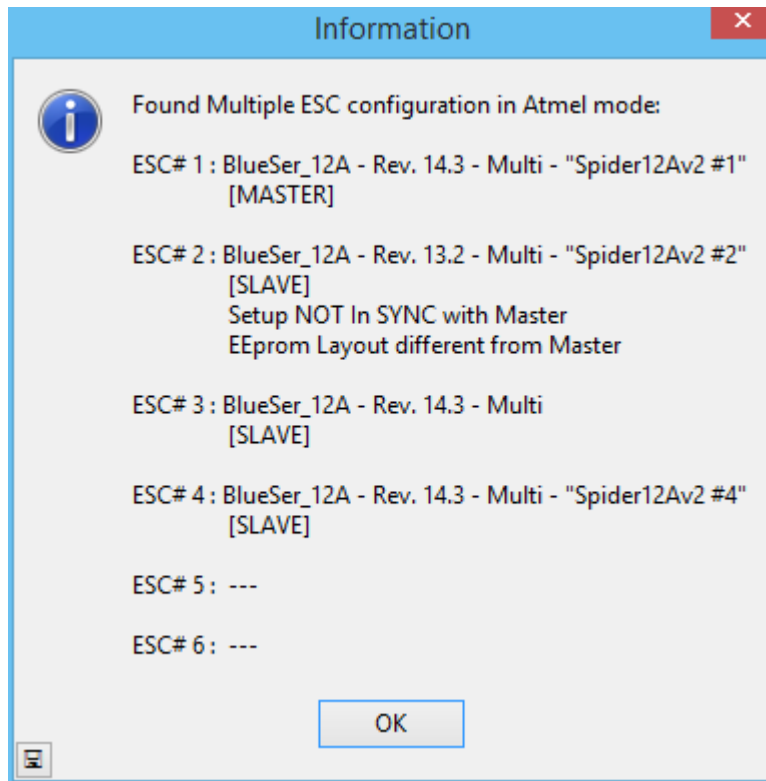 Information
Found Multiple ESC configuration in Atmel mode:
ESC# 1 : BlueSer_12A - Rev. 14.3 - Multi - "Spider12Av2 #1"
[MASTER]
ESC# 2 : BlueSer_12A - Rev. 13.2 - Multi - "Spider12Av2 #2"
[SLAVE]
Setup NOT In SYNC with Master
EEprom Layout different from Master
ESC# 3 : BlueSer_12A - Rev. 14.3 - Multi
[SLAVE]
ESC# 4 : BlueSer_12A - Rev. 14.3 - Multi - "Spider12Av2 #4"
[SLAVE]
ESC# 5 : ---
ESC# 6 : ---
OK